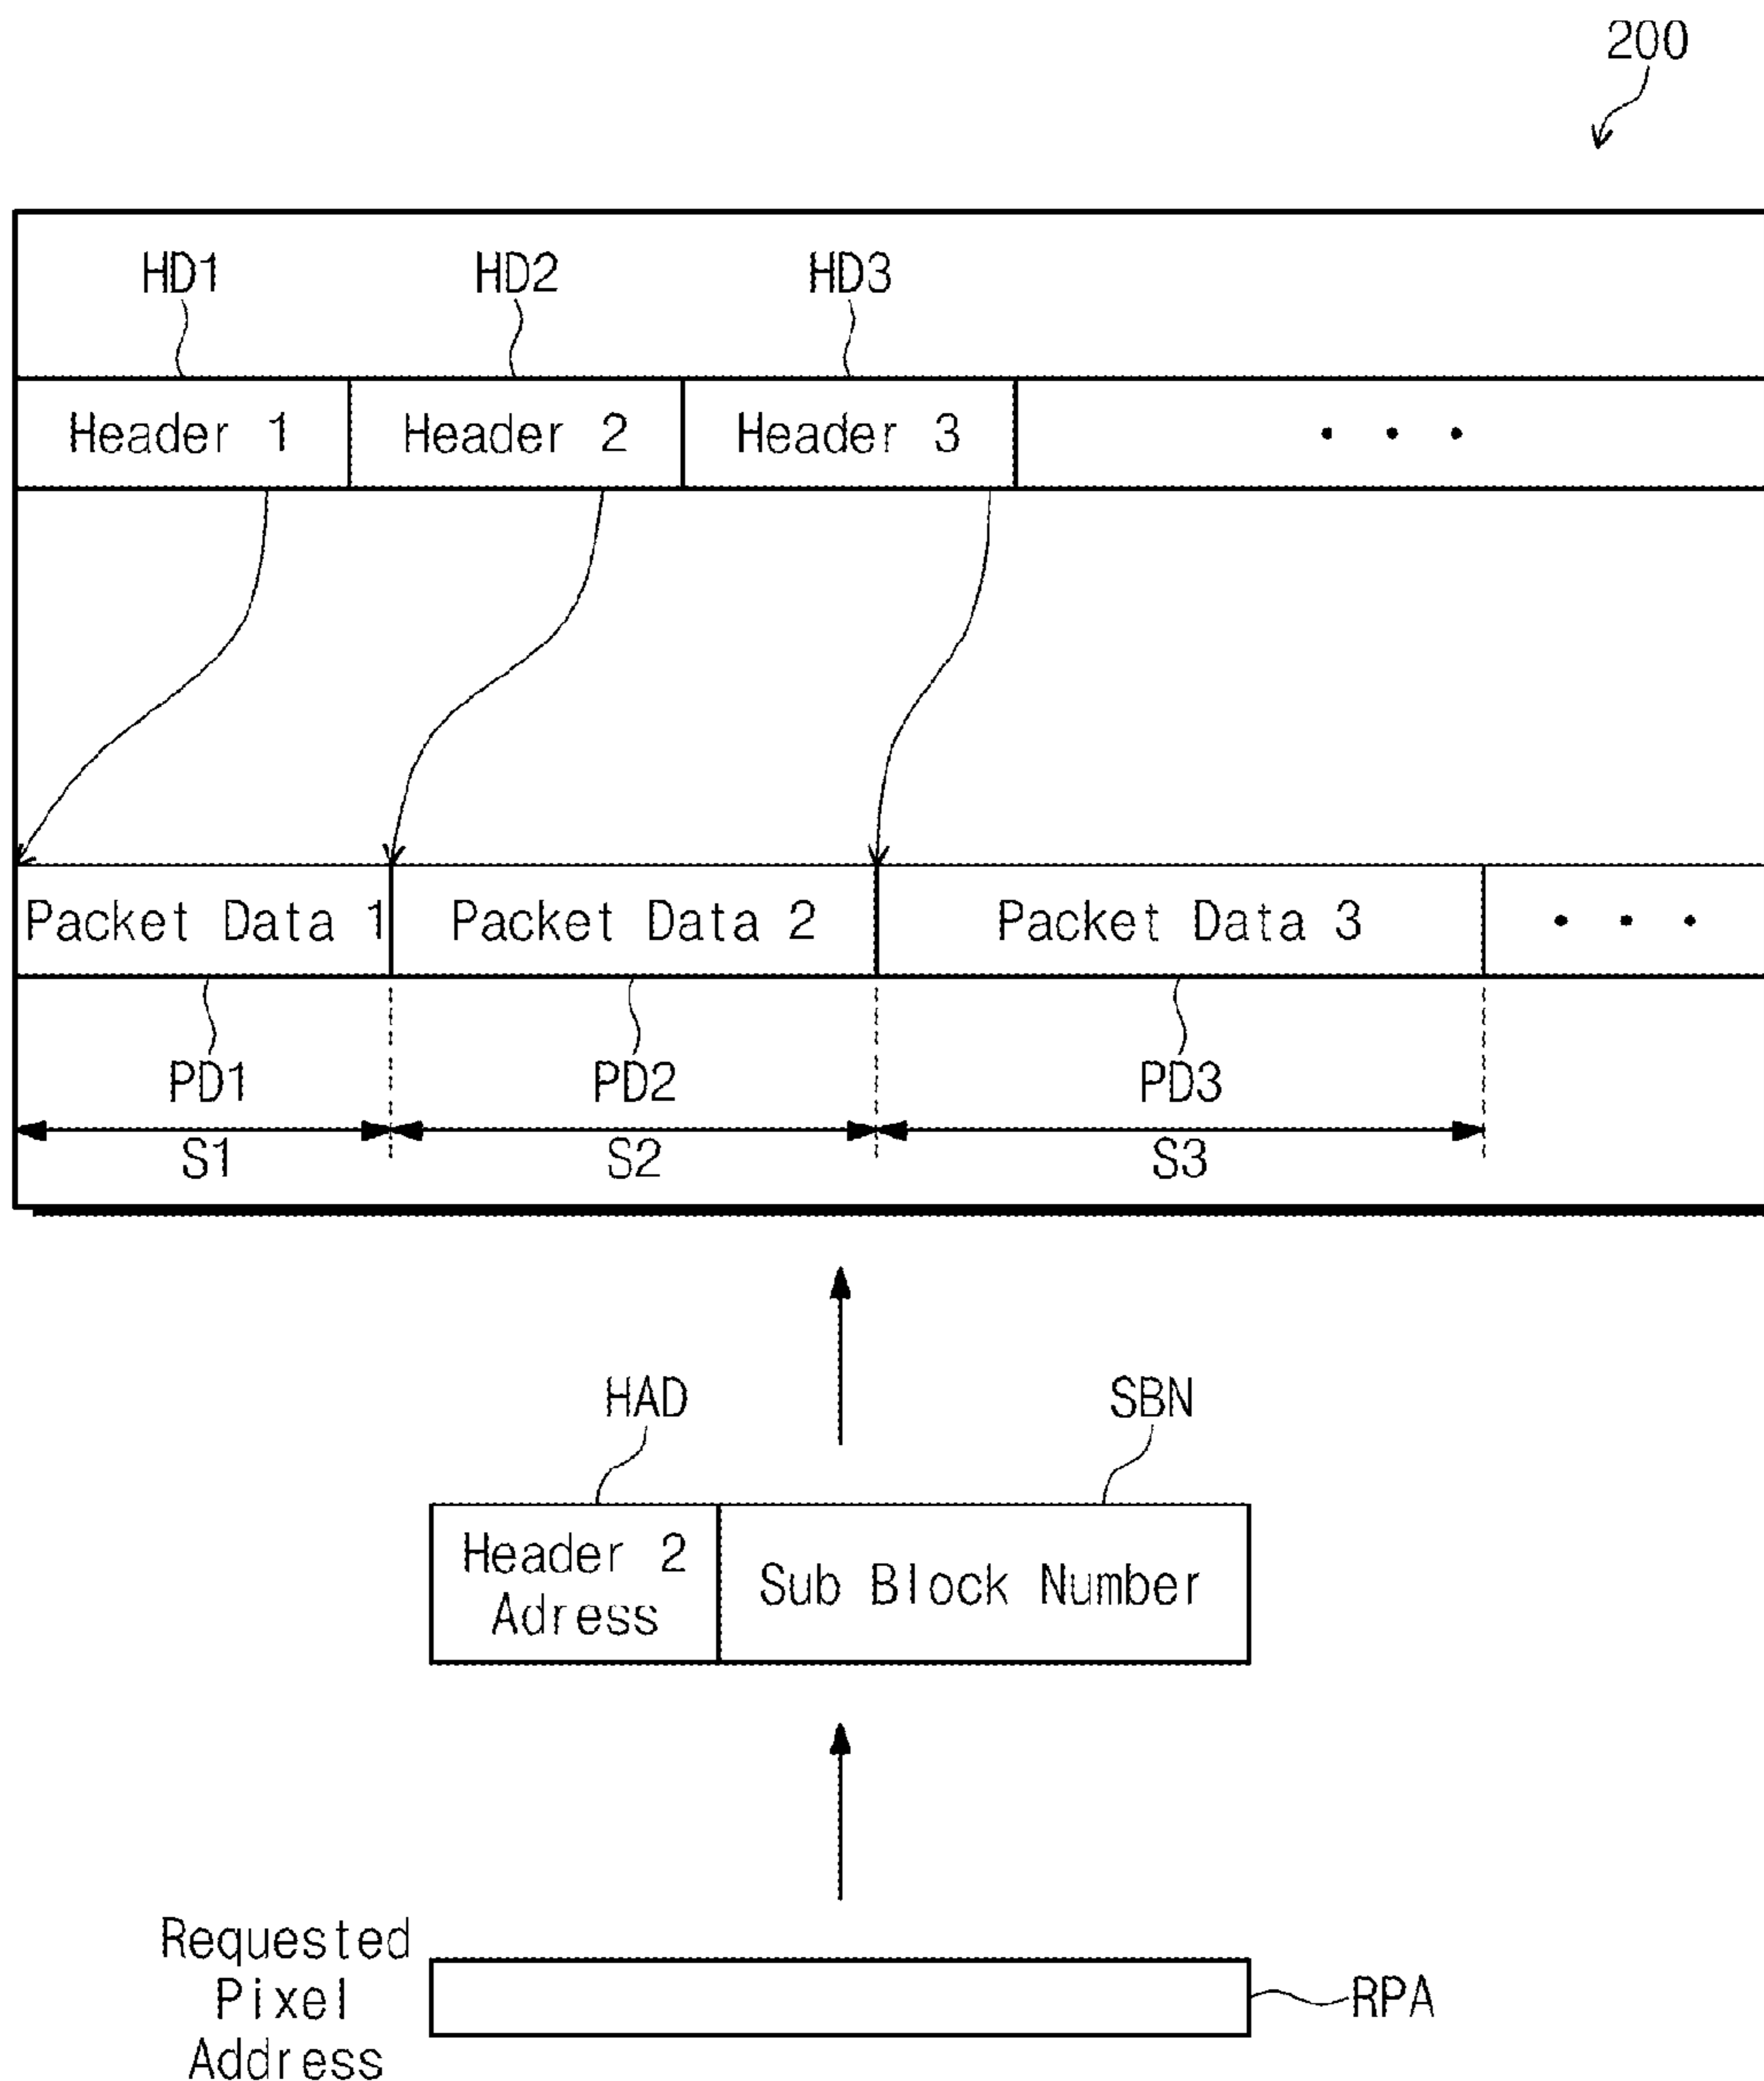 200
HD1 HD2 HD3
Header 1 Header 2 Header 3 • • •
Packet Data 1 Packet Data 2 Packet Data 3 • • •
PD1 PD2 PD3
S1 S2 S3
HAD SBN
Header 2
Adress
Sub Block Number
Requested
Pixel
Address
RPA